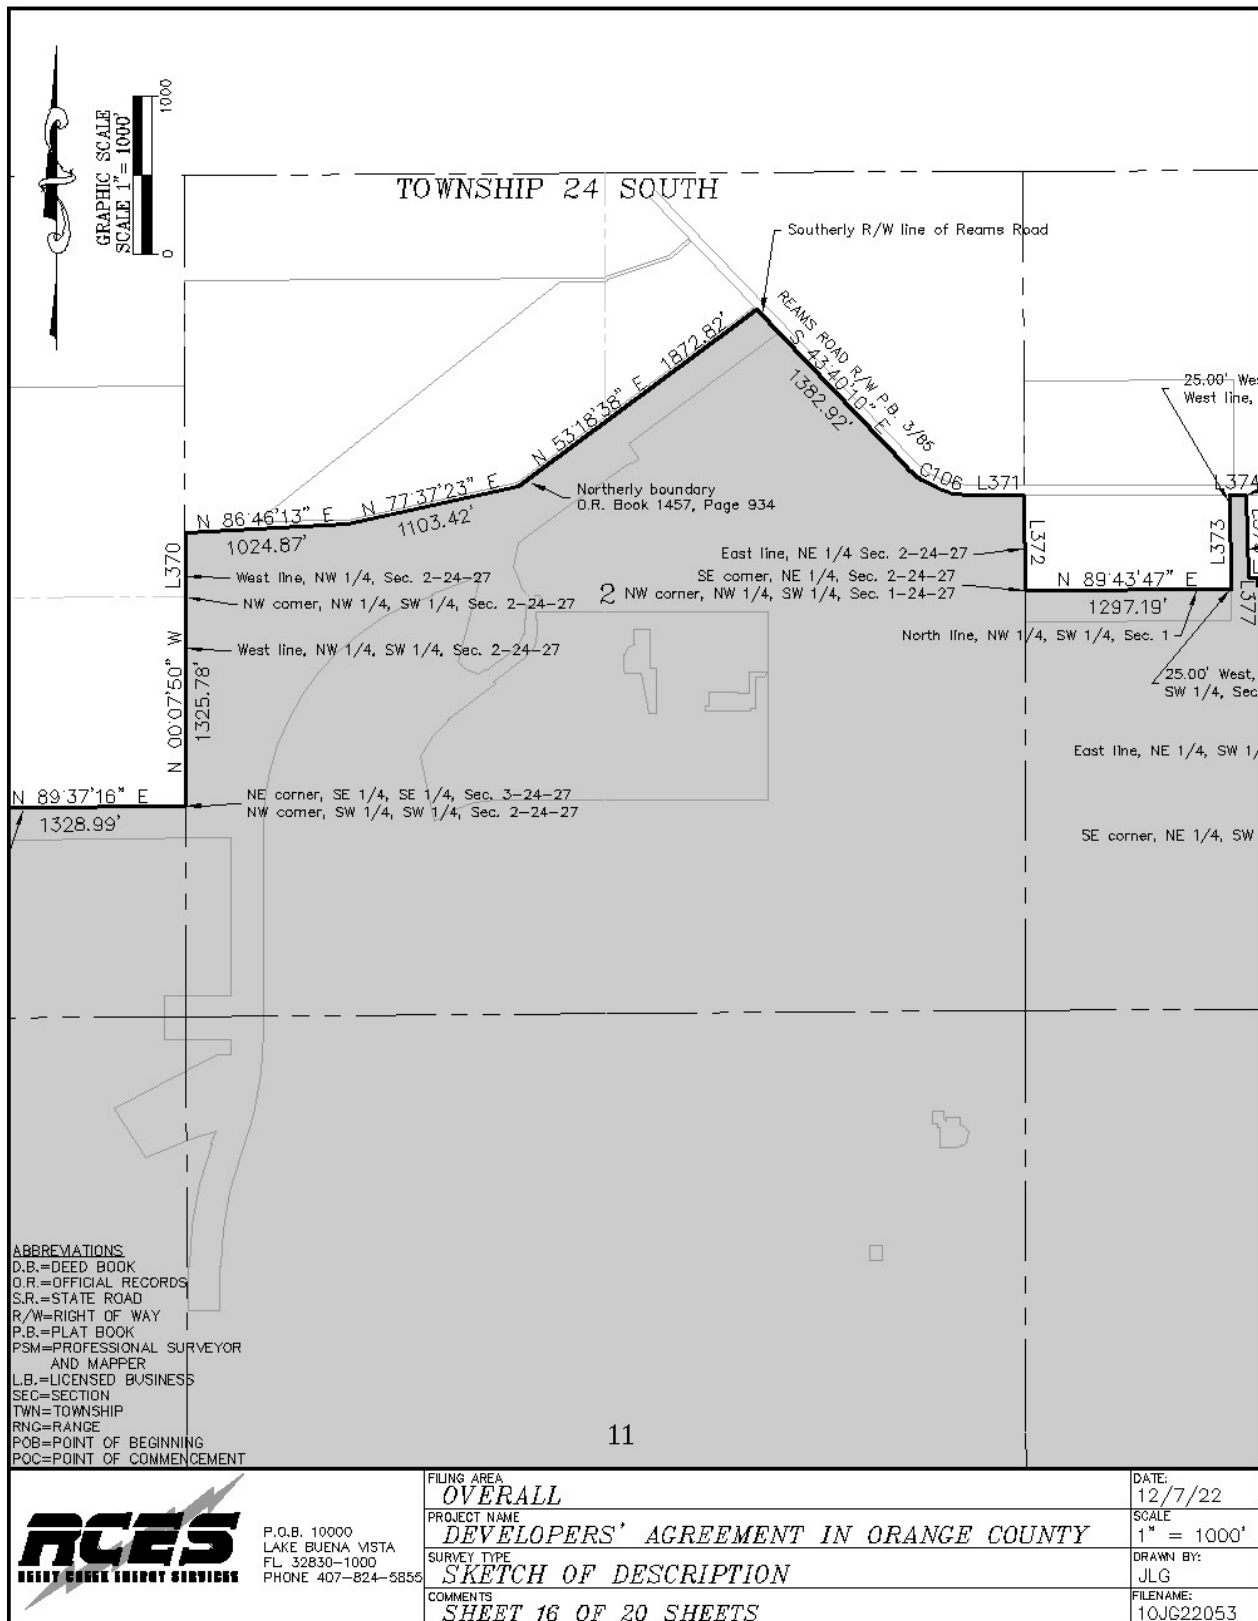 GRAPHIC SCALE
SCALE 1" = 1000'
0
1000
TOWNSHIP 24 SOUTH
Southerly R/W line of Reams Road
REAMS ROAD R/W P.B. 3/85
S 43°40'10" E
1382.92'
N 53°18'38" E 1872.82'
25.00' Wes
West line,
C106
L371
L374
N 77°37'23" E
1103.42'
Northerly boundary
O.R. Book 1457, Page 934
N 86°46'13" E
1024.87'
L370
L372
L373
L377
East line, NE 1/4 Sec. 2-24-27
West line, NW 1/4, Sec. 2-24-27
SE corner, NE 1/4, Sec. 2-24-27
N 89°43'47" E
1297.19'
2
NW corner, NW 1/4, SW 1/4, Sec. 1-24-27
NW corner, NW 1/4, SW 1/4, Sec. 2-24-27
North line, NW 1/4, SW 1/4, Sec. 1
West line, NW 1/4, SW 1/4, Sec. 2-24-27
N 00°07'50" W
1325.78'
25.00' West,
SW 1/4, Sec
East line, NE 1/4, SW 1/
N 89°37'16" E
1328.99'
NE corner, SE 1/4, SE 1/4, Sec. 3-24-27
NW corner, SW 1/4, SW 1/4, Sec. 2-24-27
SE corner, NE 1/4, SW
ABBREVIATIONS
D.B.=DEED BOOK
O.R.=OFFICIAL RECORDS
S.R.=STATE ROAD
R/W=RIGHT OF WAY
P.B.=PLAT BOOK
PSM=PROFESSIONAL SURVEYOR
AND MAPPER
L.B.=LICENSED BUSINESS
SEC=SECTION
TWN=TOWNSHIP
RNG=RANGE
POB=POINT OF BEGINNING
POC=POINT OF COMMENCEMENT
11
RCES
REEDY CREEK ENERGY SERVICES
P.O.B. 10000
LAKE BUENA VISTA
FL. 32830-1000
PHONE 407-824-5855
FILING AREA
OVERALL
PROJECT NAME
DEVELOPERS' AGREEMENT IN ORANGE COUNTY
SURVEY TYPE
SKETCH OF DESCRIPTION
COMMENTS
SHEET 16 OF 20 SHEETS
DATE:
12/7/22
SCALE
1" = 1000'
DRAWN BY:
JLG
FILENAME:
10JG22053